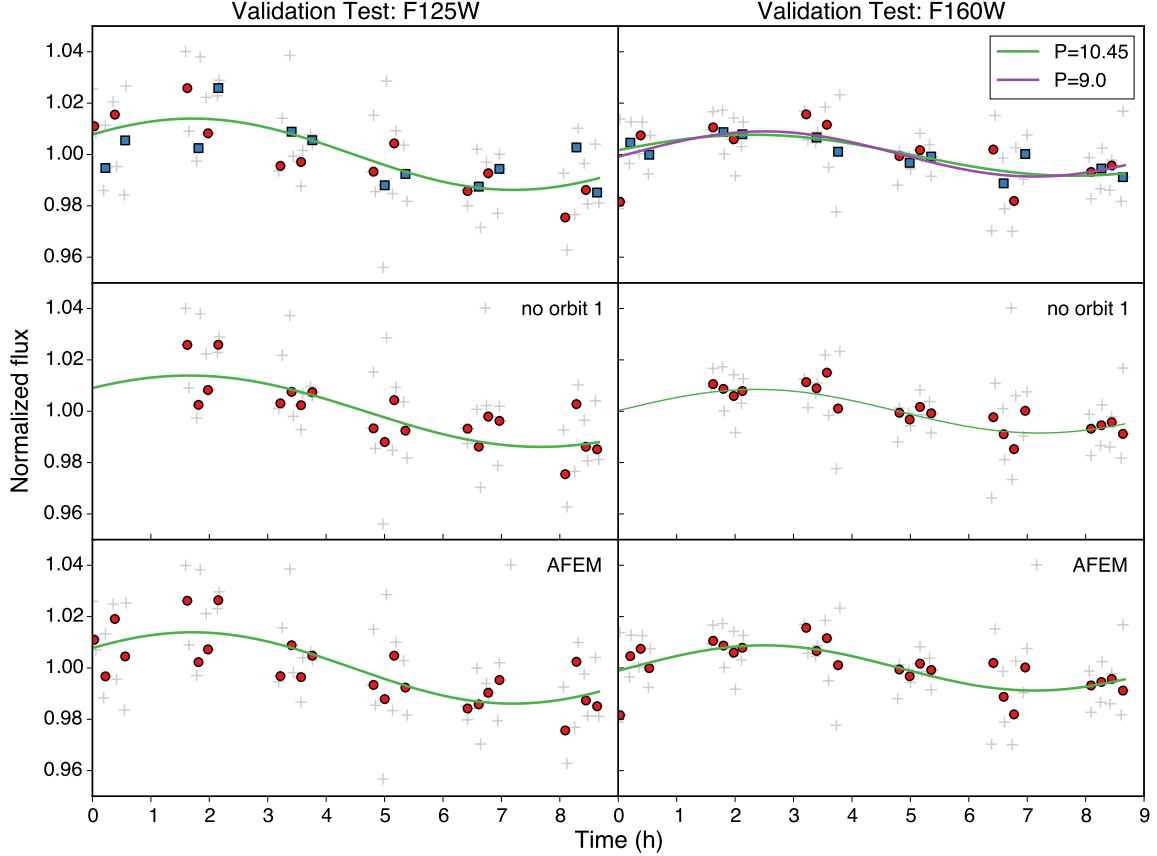 Validation Test: F125W
Validation Test: F160W
1.04
1.02
1.00
0.98
0.96
P=10.45
P=9.0
Normalized flux
1.04
1.02
1.00
0.98
0.96
no orbit 1
no orbit 1
1.04
1.02
1.00
0.98
0.96
AFEM
AFEM
0 1 2 3 4 5 6 7 8 0 1 2 3 4 5 6 7 8 9
Time (h)